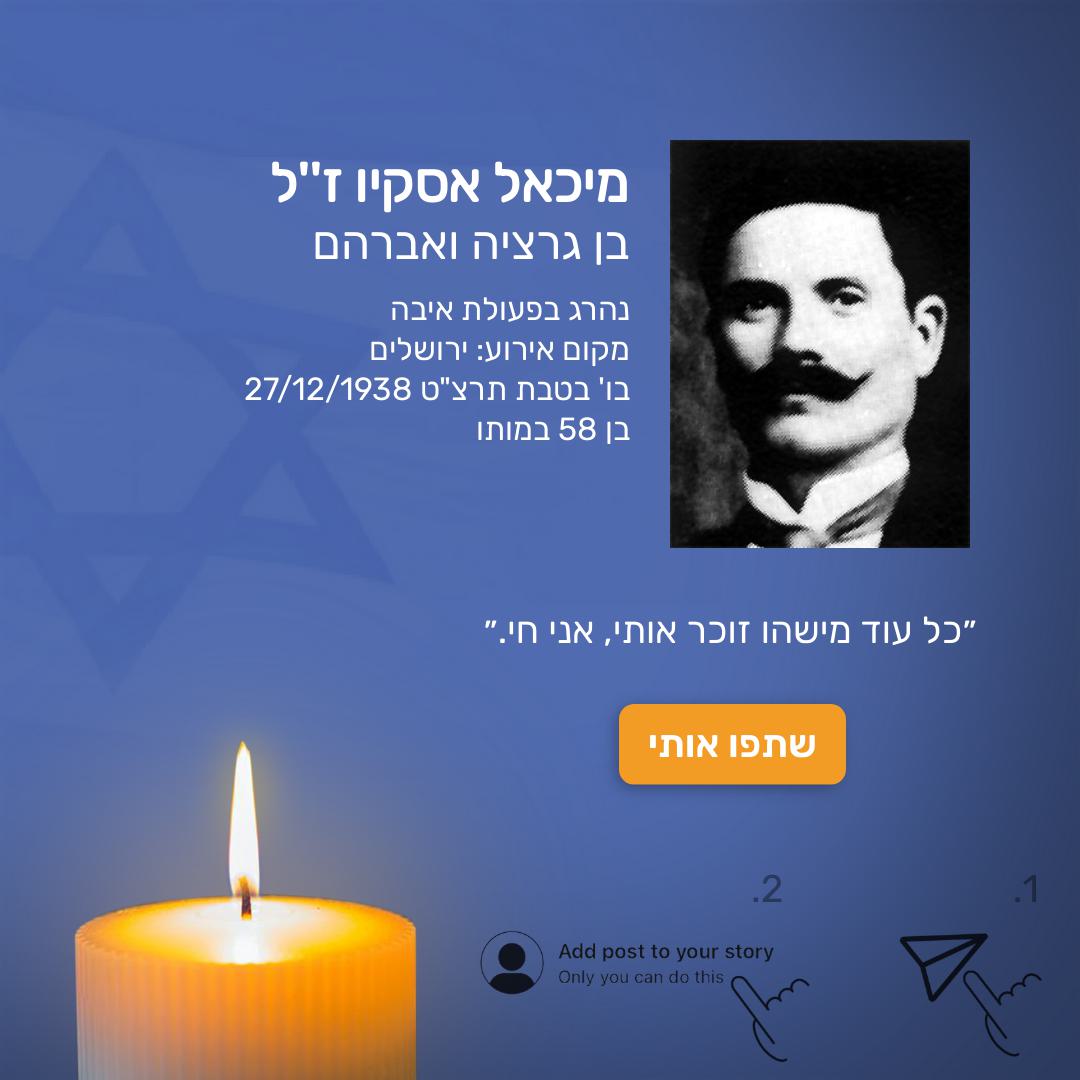 מיכאל אסקיו ז''ל
בן גרציה ואברהם
נהרג בפעולת איבה
מקום אירוע: ירושלים
בו' בטבת תרצ"ט 27/12/1938
בן 58 במותו
״כל עוד מישהו זוכר אותי, אני חי.״
שתפו אותי
1.
2.
Add post to your story
Only you can do this